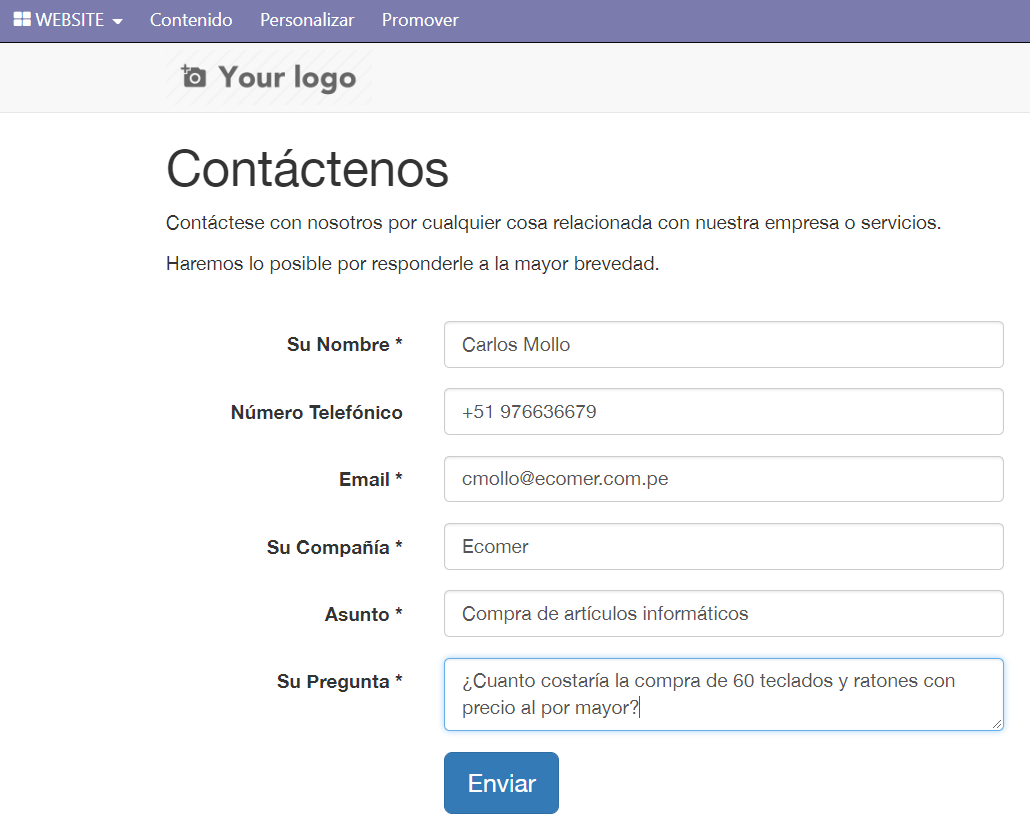 WEBSITE Contenido Personalizar Promover
Your logo
Contáctenos
Contáctese con nosotros por cualquier cosa relacionada con nuestra empresa o servicios.
Haremos lo posible por responderle a la mayor brevedad.
Su Nombre * Carlos Mollo
Número Telefónico +51 976636679
Email * cmollo@ecomer.com.pe
Su Compañía * Ecomer
Asunto * Compra de artículos informáticos
Su Pregunta * ¿Cuanto costaría la compra de 60 teclados y ratones con
precio al por mayor?
Enviar